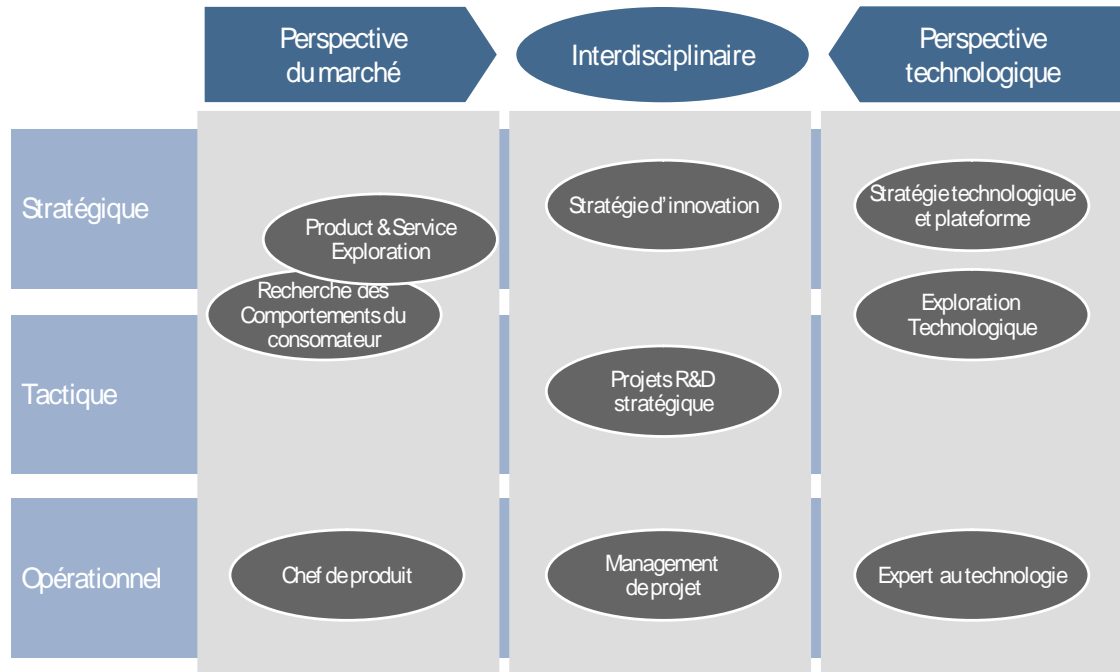 Perspective
du marché
Interdisciplinaire
Perspective
technologique
Stratégique
Product & Service
Exploration
Recherche des
Comportements du
consomateur
Stratégie d’innovation
Stratégie technologique
et plateforme
Exploration
Technologique
Tactique
Projets R&D
stratégique
Opérationnel
Chef de produit
Management
de projet
Expert au technologie